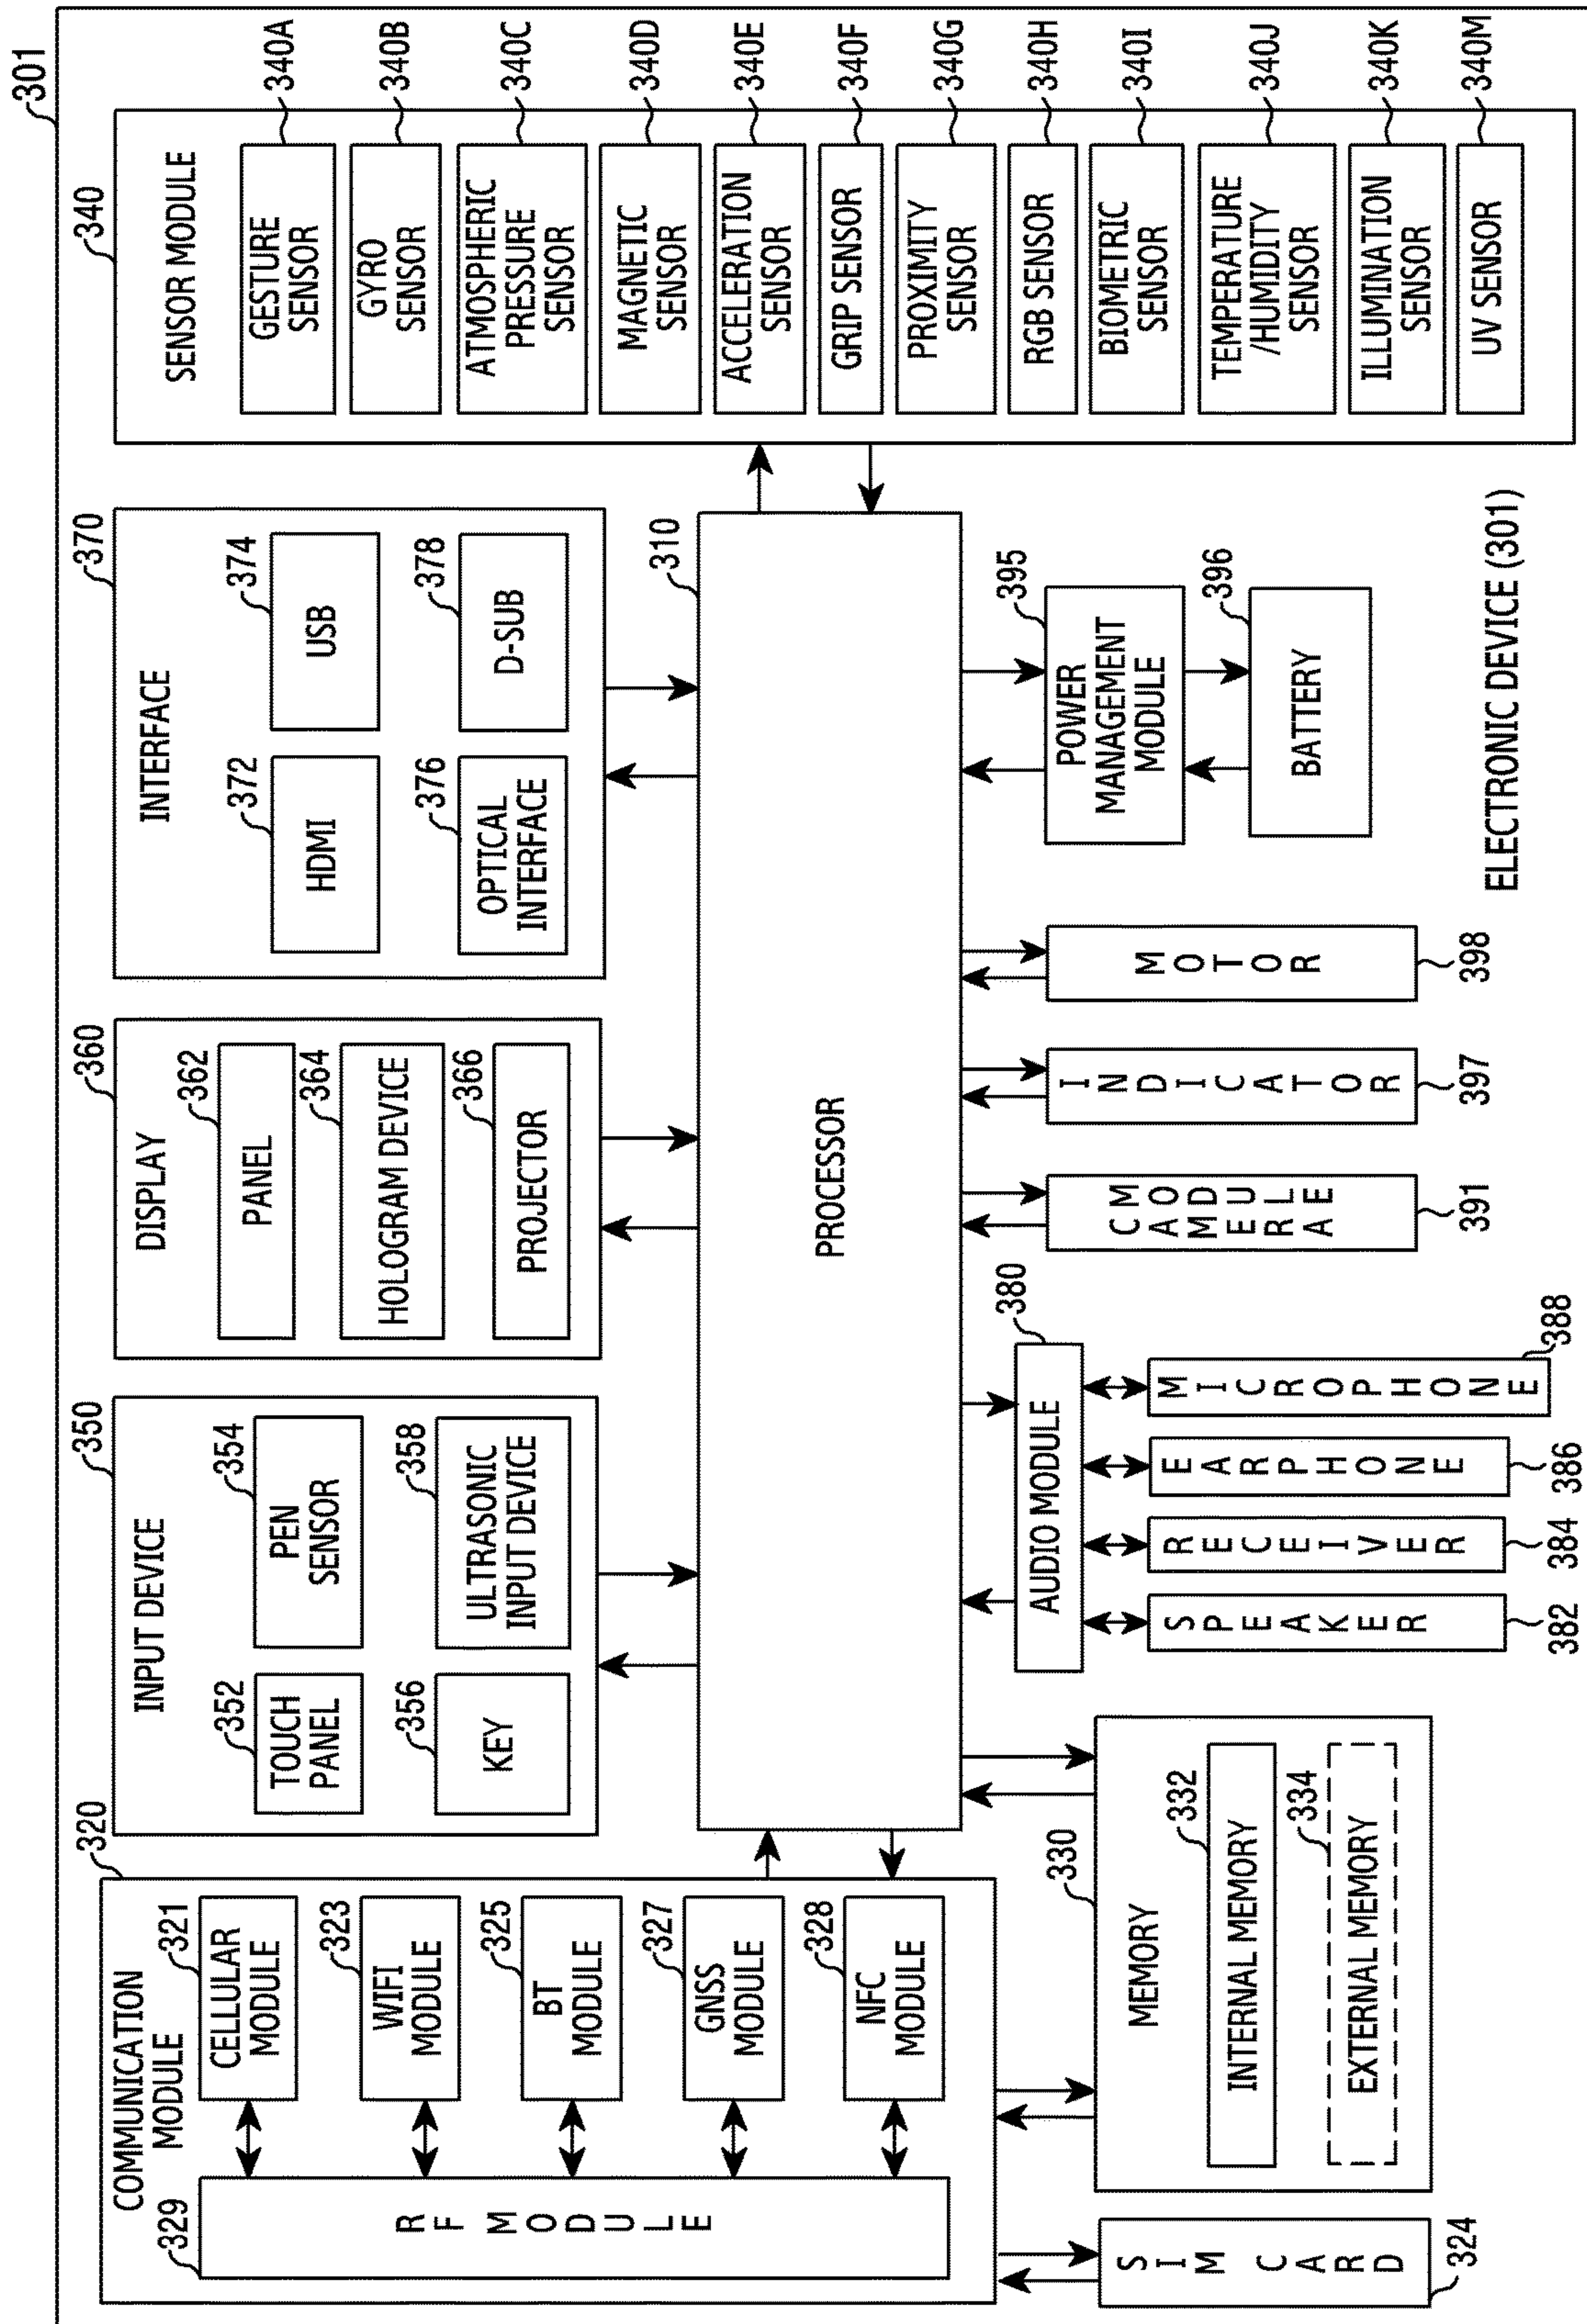 301
320
COMMUNICATION
MODULE
329
RF MODULE
321
CELLULAR
MODULE
323
WIFI
MODULE
325
BT
MODULE
327
GNSS
MODULE
328
NFC
MODULE
350
INPUT DEVICE
352
TOUCH
PANEL
354
PEN
SENSOR
356
KEY
358
ULTRASONIC
INPUT DEVICE
360
DISPLAY
362
PANEL
364
HOLOGRAM DEVICE
366
PROJECTOR
370
INTERFACE
372
HDMI
374
USB
376
OPTICAL
INTERFACE
378
D-SUB
340
SENSOR MODULE
GESTURE
SENSOR
340A
GYRO
SENSOR
340B
ATMOSPHERIC
PRESSURE
SENSOR
340C
MAGNETIC
SENSOR
340D
ACCELERATION
SENSOR
340E
GRIP SENSOR
340F
PROXIMITY
SENSOR
340G
RGB SENSOR
340H
BIOMETRIC
SENSOR
340I
TEMPERATURE
/HUMIDITY
SENSOR
340J
ILLUMINATION
SENSOR
340K
UV SENSOR
340M
310
PROCESSOR
SIM CARD
324
330
MEMORY
332
INTERNAL MEMORY
334
EXTERNAL MEMORY
380
AUDIO MODULE
SPEAKER
382
RECEIVER
384
EARPHONE
386
MICROPHONE
388
CAMERA
MODULE
391
INDICATOR
397
MOTOR
398
395
POWER
MANAGEMENT
MODULE
396
BATTERY
ELECTRONIC DEVICE (301)